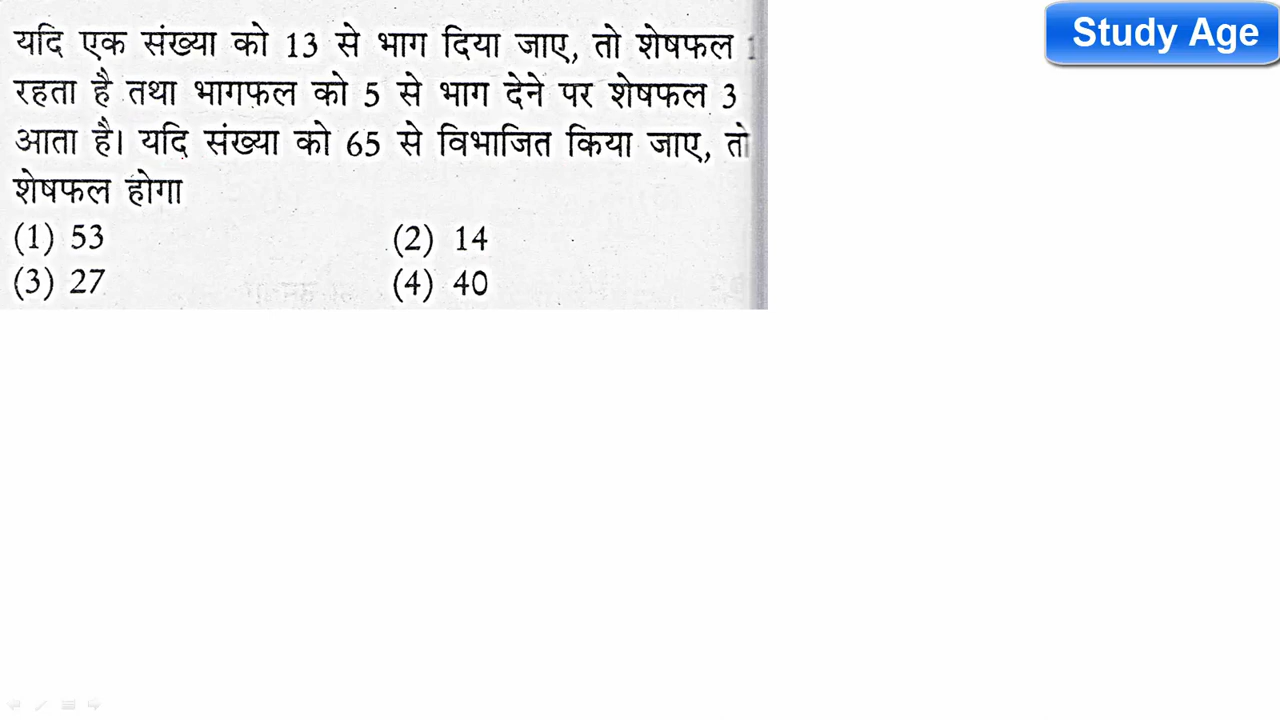 Study Age
यदि एक संख्या को 13 से भाग दिया जाए, तो शेषफल 1
रहता है तथा भागफल को 5 से भाग देने पर शेषफल 3
आता है। यदि संख्या को 65 से विभाजित किया जाए, तो
शेषफल होगा
(1) 53 (2) 14
(3) 27 (4) 40